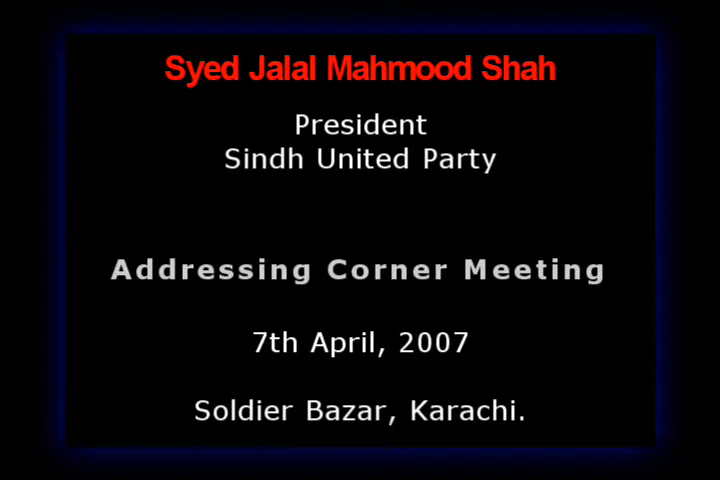 Syed Jalal Mahmood Shah
President
Sindh United Party
Addressing Corner Meeting
7th April, 2007
Soldier Bazar, Karachi.